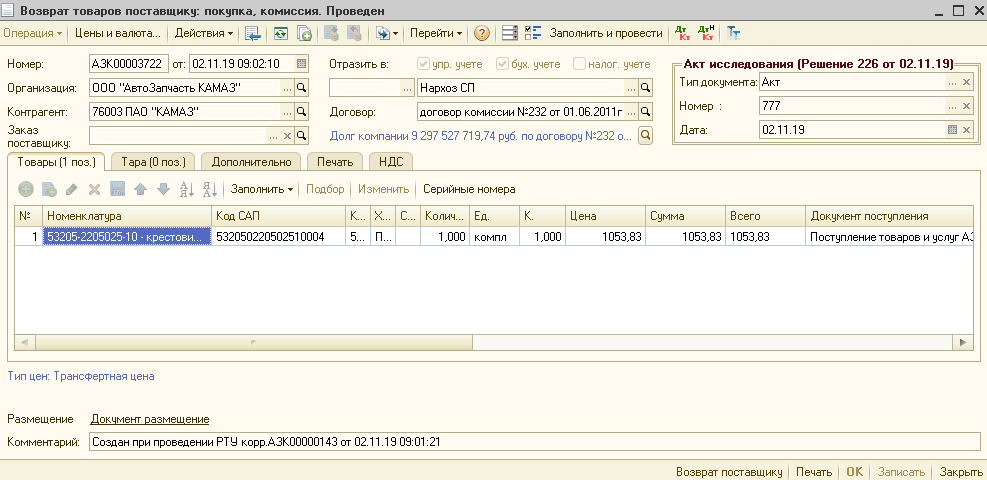 Возврат товаров поставщику: покупка, комиссия. Проведен
Операция Цены и валюта... Действия Перейти Заполнить и провести
Номер: АЗК00003722 от: 02.11.19 09:02:10 Отразить в: упр. учете бух. учете налог. учете
Акт исследования (Решение 226 от 02.11.19)
Организация: ООО "АвтоЗапчасть КАМАЗ" Нархоз СП
Тип документа: Акт
Контрагент: 76003 ПАО "КАМАЗ" Договор: договор комиссии №232 от 01.06.2011г
Номер : 777
Заказ поставщику: Долг компании 9 297 527 719,74 руб. по договору №232 о...
Дата: 02.11.19
Товары (1 поз.) Тара (0 поз.) Дополнительно Печать НДС
Заполнить Подбор Изменить Серийные номера
№ Номенклатура Код САП К... Х... С... Колич... Ед. К. Цена Сумма Всего Документ поступления
1 53205-2205025-10 - крестови... 532050220502510004 5... П... 1,000 компл 1,000 1053,83 1053,83 1053,83 Поступление товаров и услуг АЗ
Тип цен: Трансфертная цена
Размещение Документ размещение
Комментарий: Создан при проведении РТУ корр.АЗК00000143 от 02.11.19 09:01:21
Возврат поставщику Печать OK Записать Закрыть